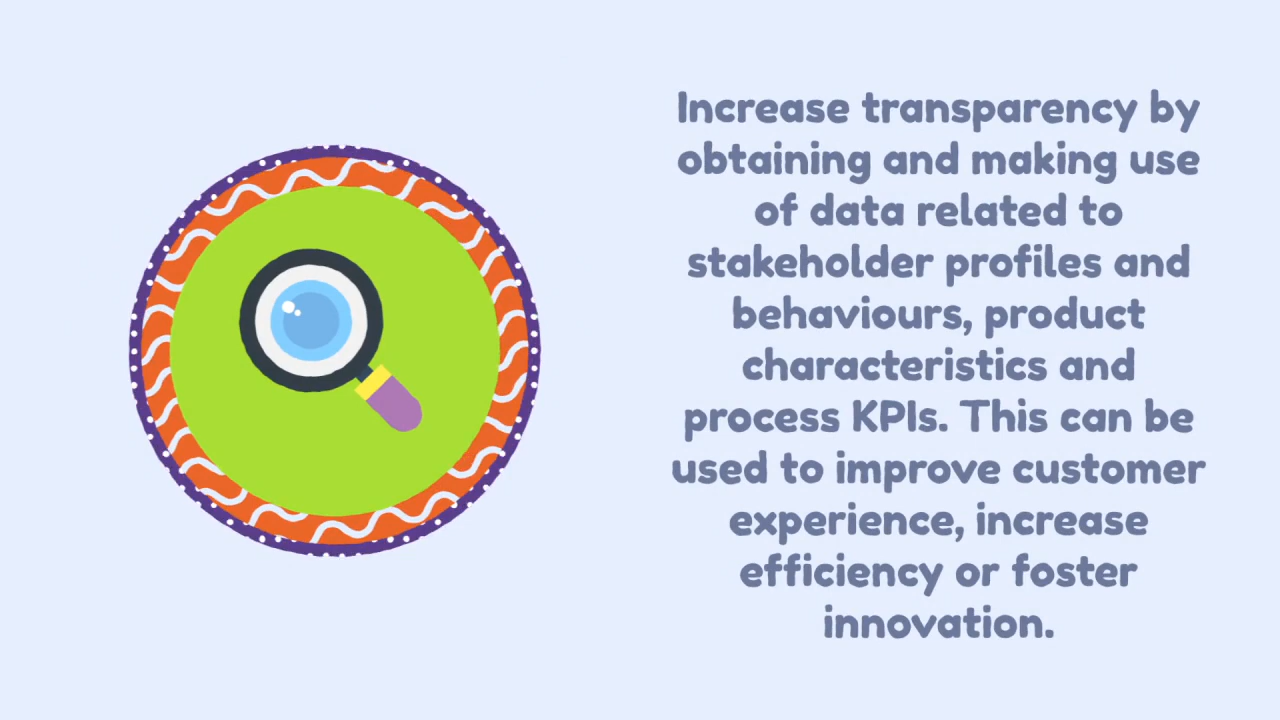 Increase transparency by
obtaining and making use
of data related to
stakeholder profiles and
behaviours, product
characteristics and
process KPIs. This can be
used to improve customer
experience, increase
efficiency or foster
innovation.